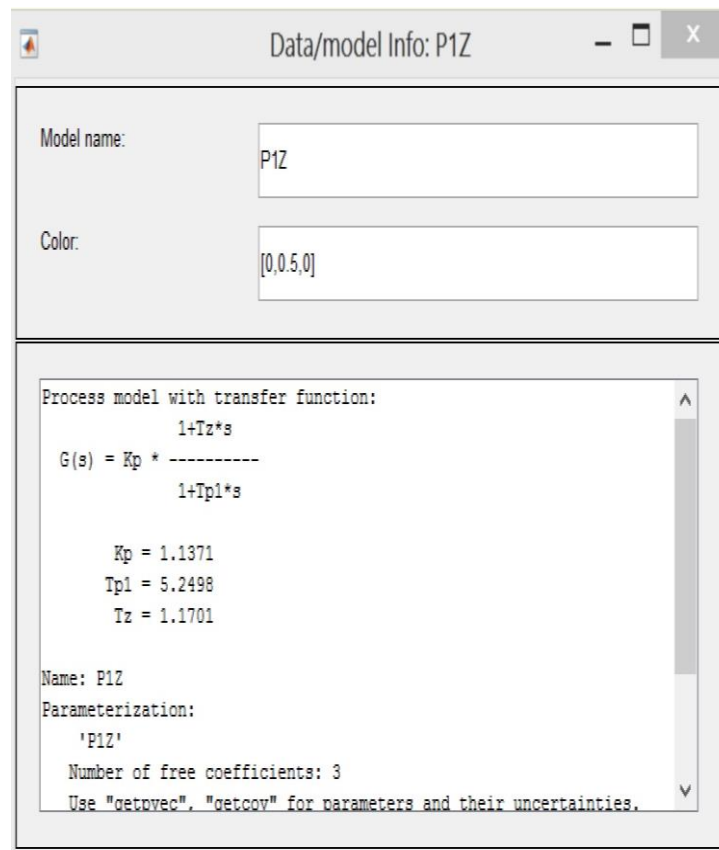 Data/model Info: P1Z
X
Model name:
P1Z
Color:
[0,0.5,0]
Process model with transfer function:
1+Tz*s
G(s) = Kp * ----------
1+Tp1*s
Kp = 1.1371
Tp1 = 5.2498
Tz = 1.1701
Name: P1Z
Parameterization:
'P1Z'
Number of free coefficients: 3
Use "getpvec", "getcov" for parameters and their uncertainties.